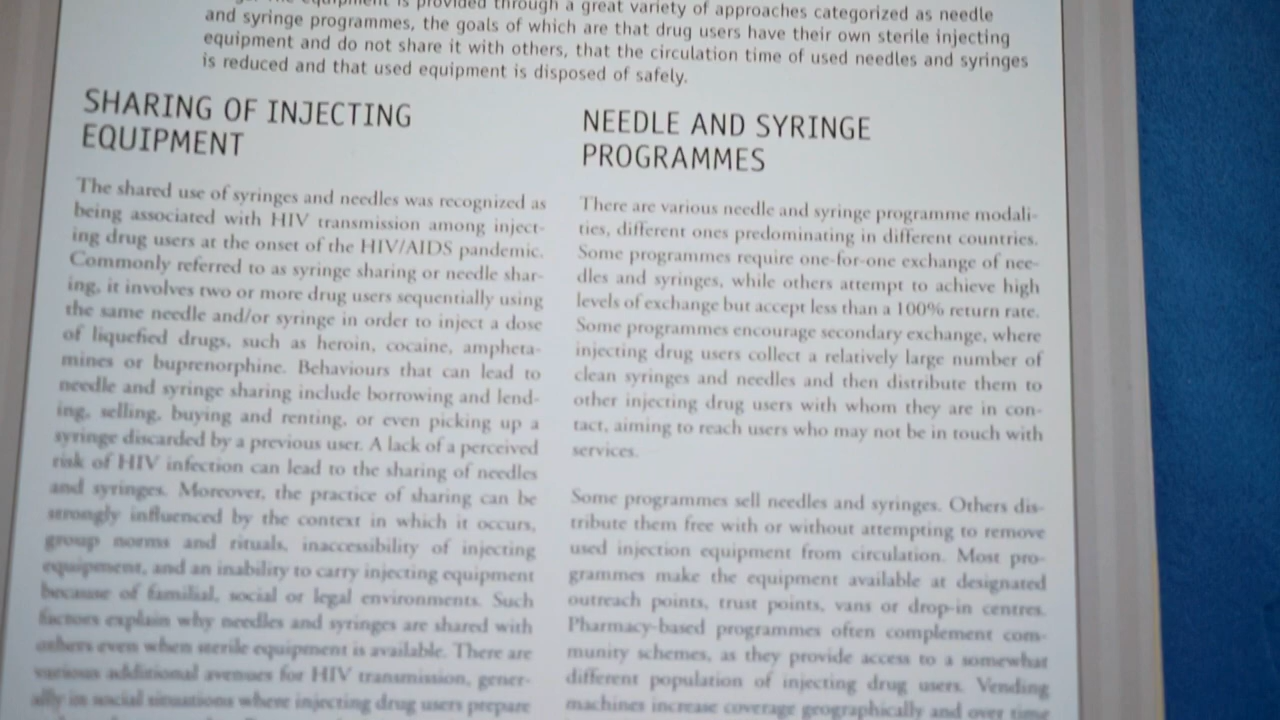 equipment is provided through a great variety of approaches categorized as needle
and syringe programmes, the goals of which are that drug users have their own sterile injecting
equipment and do not share it with others, that the circulation time of used needles and syringes
is reduced and that used equipment is disposed of safely.
SHARING OF INJECTING
EQUIPMENT
The shared use of syringes and needles was recognized as
being associated with HIV transmission among inject-
ing drug users at the onset of the HIV/AIDS pandemic.
Commonly referred to as syringe sharing or needle shar-
ing, it involves two or more drug users sequentially using
the same needle and/or syringe in order to inject a dose
of liquefied drugs, such as heroin, cocaine, ampheta-
mines or buprenorphine. Behaviours that can lead to
needle and syringe sharing include borrowing and lend-
ing, selling, buying and renting, or even picking up a
syringe discarded by a previous user. A lack of a perceived
risk of HIV infection can lead to the sharing of needles
and syringes. Moreover, the practice of sharing can be
strongly influenced by the context in which it occurs,
group norms and rituals, inaccessibility of injecting
equipment, and an inability to carry injecting equipment
because of familial, social or legal environments. Such
factors explain why needles and syringes are shared with
others even when sterile equipment is available. There are
various additional avenues for HIV transmission, gener-
ally in social situations where injecting drug users prepare
NEEDLE AND SYRINGE
PROGRAMMES
There are various needle and syringe programme modali-
ties, different ones predominating in different countries.
Some programmes require one-for-one exchange of nee-
dles and syringes, while others attempt to achieve high
levels of exchange but accept less than a 100% return rate.
Some programmes encourage secondary exchange, where
injecting drug users collect a relatively large number of
clean syringes and needles and then distribute them to
other injecting drug users with whom they are in con-
tact, aiming to reach users who may not be in touch with
services.
Some programmes sell needles and syringes. Others dis-
tribute them free with or without attempting to remove
used injection equipment from circulation. Most pro-
grammes make the equipment available at designated
outreach points, trust points, vans or drop-in centres.
Pharmacy-based programmes often complement com-
munity schemes, as they provide access to a somewhat
different population of injecting drug users. Vending
machines increase coverage geographically and over time